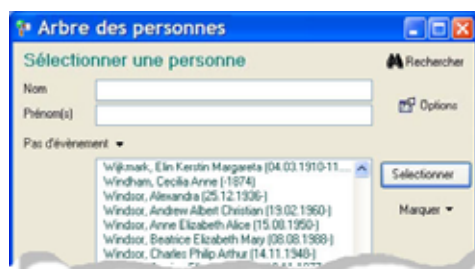 Arbre des personnes
Sélectionner une personne
Rechercher
Nom
Prénom(s)
Options
Pas d'évènement
Wijkmark, Elin Kerstin Margareta (04.03.1910-11....
Windham, Cecilia Anne (-1874)
Windsor, Alexandra (25.12.1936-)
Windsor, Andrew Albert Christian (19.02.1960-)
Windsor, Anne Elizabeth Alice (15.08.1950-)
Windsor, Beatrice Elizabeth May (08.08.1988-)
Windsor, Charles Philip Arthur (14.11.1948-)
Selectionner
Marquer